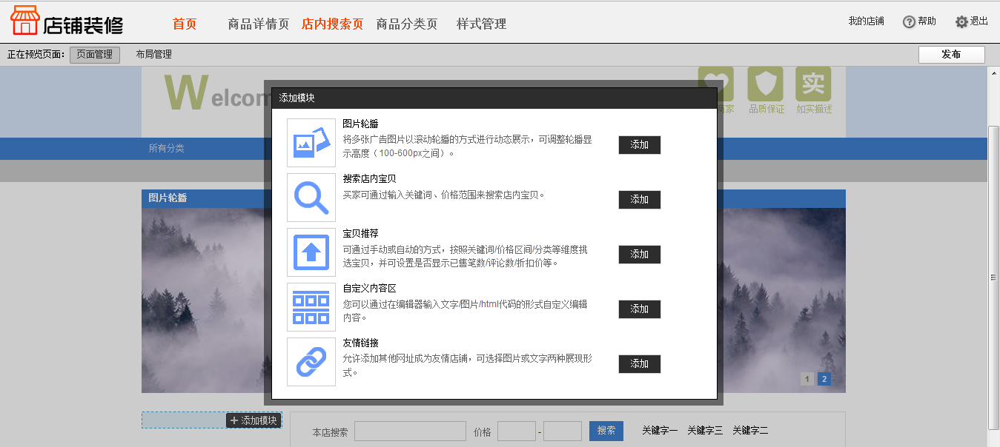 店铺装修 首页 商品详情页 店内搜索页 商品分类页 样式管理 我的店铺 帮助 退出
正在预览页面: 页面管理 布局管理 发布
Welcom
实
商家 品质保证 如实描述
添加模块
所有分类
图片轮播
将多张广告图片以滚动轮播的方式进行动态展示，可调整轮播显
示高度（100-600px之间）。
添加
搜索店内宝贝
买家可通过输入关键词、价格范围来搜索店内宝贝。
添加
图片轮播
宝贝推荐
可通过手动或自动的方式，按照关键词/价格区间/分类等维度挑
选宝贝，并可设置是否显示已售笔数/评论数/折扣价等。
添加
自定义内容区
您可以通过在编辑器输入文字/图片/html代码的形式自定义编辑
内容。
添加
友情链接
允许添加其他网址成为友情店铺，可选择图片或文字两种展现形
式。
添加
1 2
添加模块
本店搜索 价格 - 搜索 关键字一 关键字三 关键字二